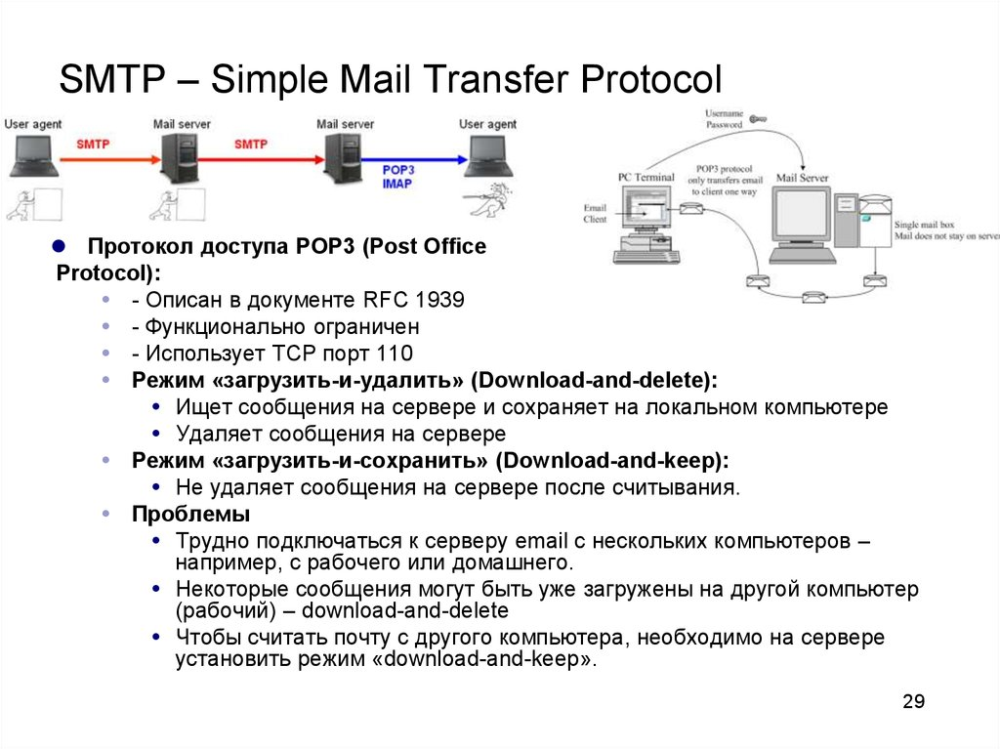 SMTP – Simple Mail Transfer Protocol
User agent
Mail server
Mail server
User agent
SMTP
SMTP
POP3
IMAP
Username
Password
PC Terminal
POP3 protocol
only transfers email
to client one way
Mail Server
Email
Client
Single mail box
Mail does not stay on server
Протокол доступа POP3 (Post Office
Protocol):
- Описан в документе RFC 1939
- Функционально ограничен
- Использует TCP порт 110
Режим «загрузить-и-удалить» (Download-and-delete):
Ищет сообщения на сервере и сохраняет на локальном компьютере
Удаляет сообщения на сервере
Режим «загрузить-и-сохранить» (Download-and-keep):
Не удаляет сообщения на сервере после считывания.
Проблемы
Трудно подключаться к серверу email с нескольких компьютеров –
например, с рабочего или домашнего.
Некоторые сообщения могут быть уже загружены на другой компьютер
(рабочий) – download-and-delete
Чтобы считать почту с другого компьютера, необходимо на сервере
установить режим «download-and-keep».
29